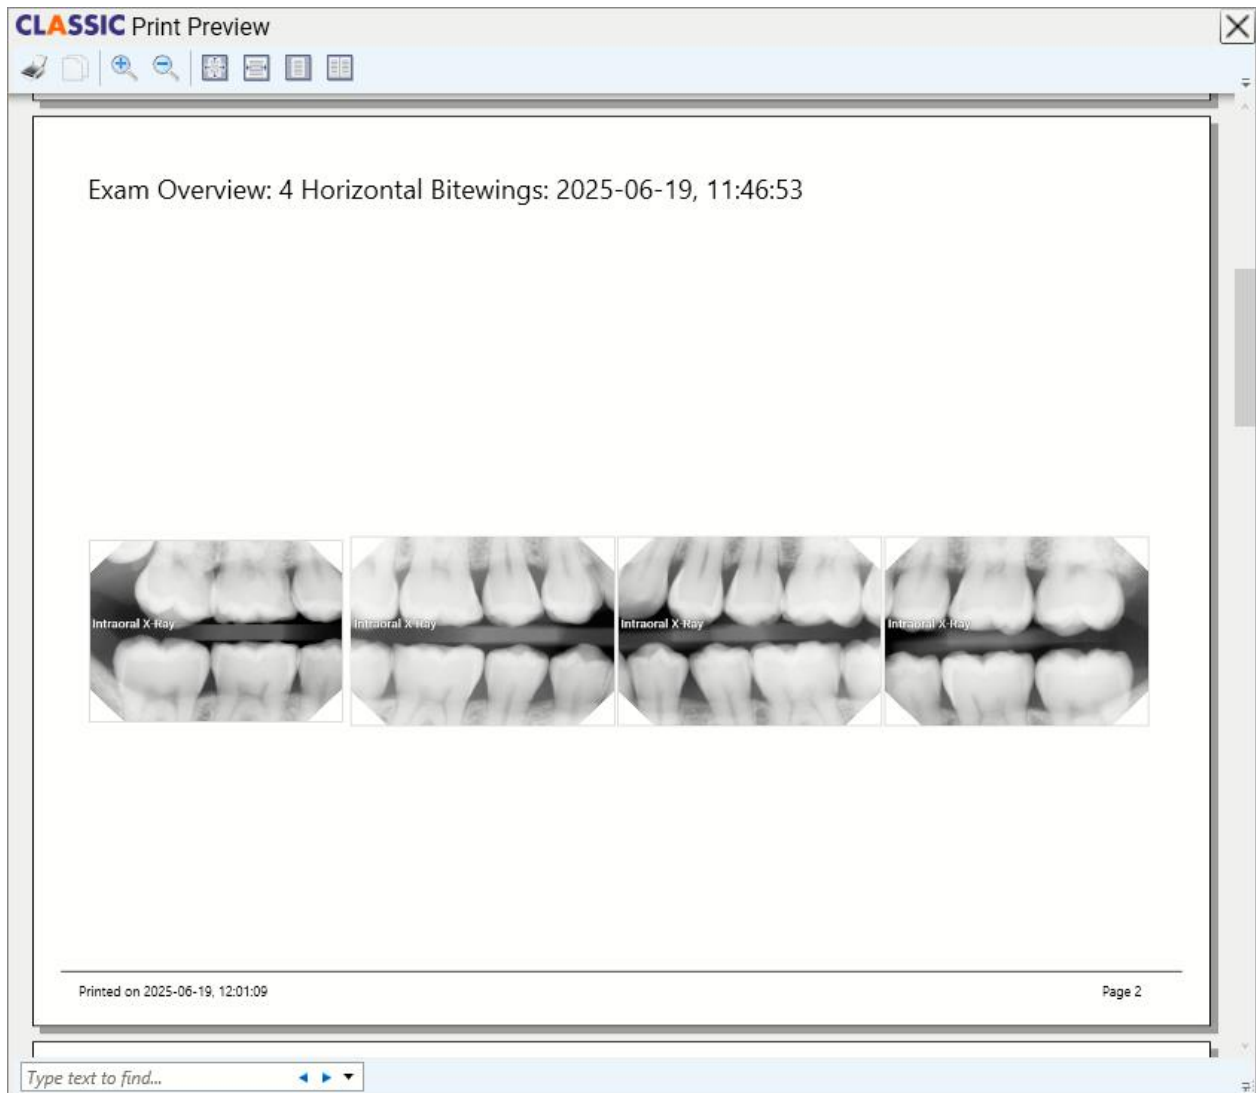 CLASSIC Print Preview
Exam Overview: 4 Horizontal Bitewings: 2025-06-19, 11:46:53
Intraoral X-Ray
Intraoral X-Ray
Intraoral X-Ray
Intraoral X-Ray
Printed on 2025-06-19, 12:01:09
Page 2
Type text to find...